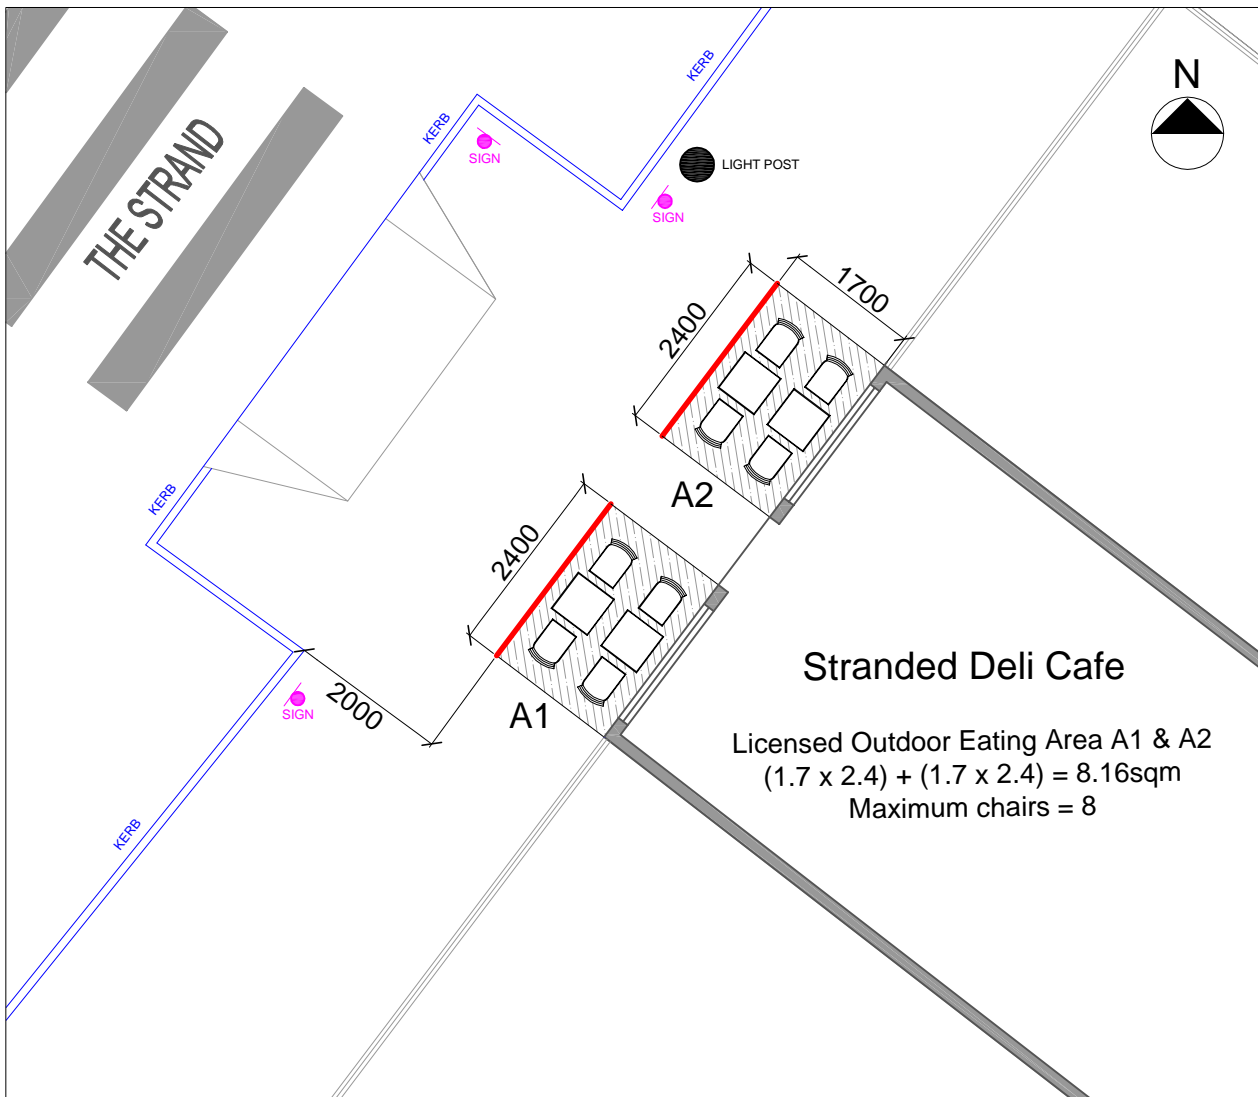 KERB
N
KERB
SIGN
LIGHT POST
THE STRAND
SIGN
1700
2400
KERB
A2
2400
Stranded Deli Cafe
2000
SIGN
A1
Licensed Outdoor Eating Area A1 & A2
(1.7 x 2.4) + (1.7 x 2.4) = 8.16sqm
Maximum chairs = 8
KERB